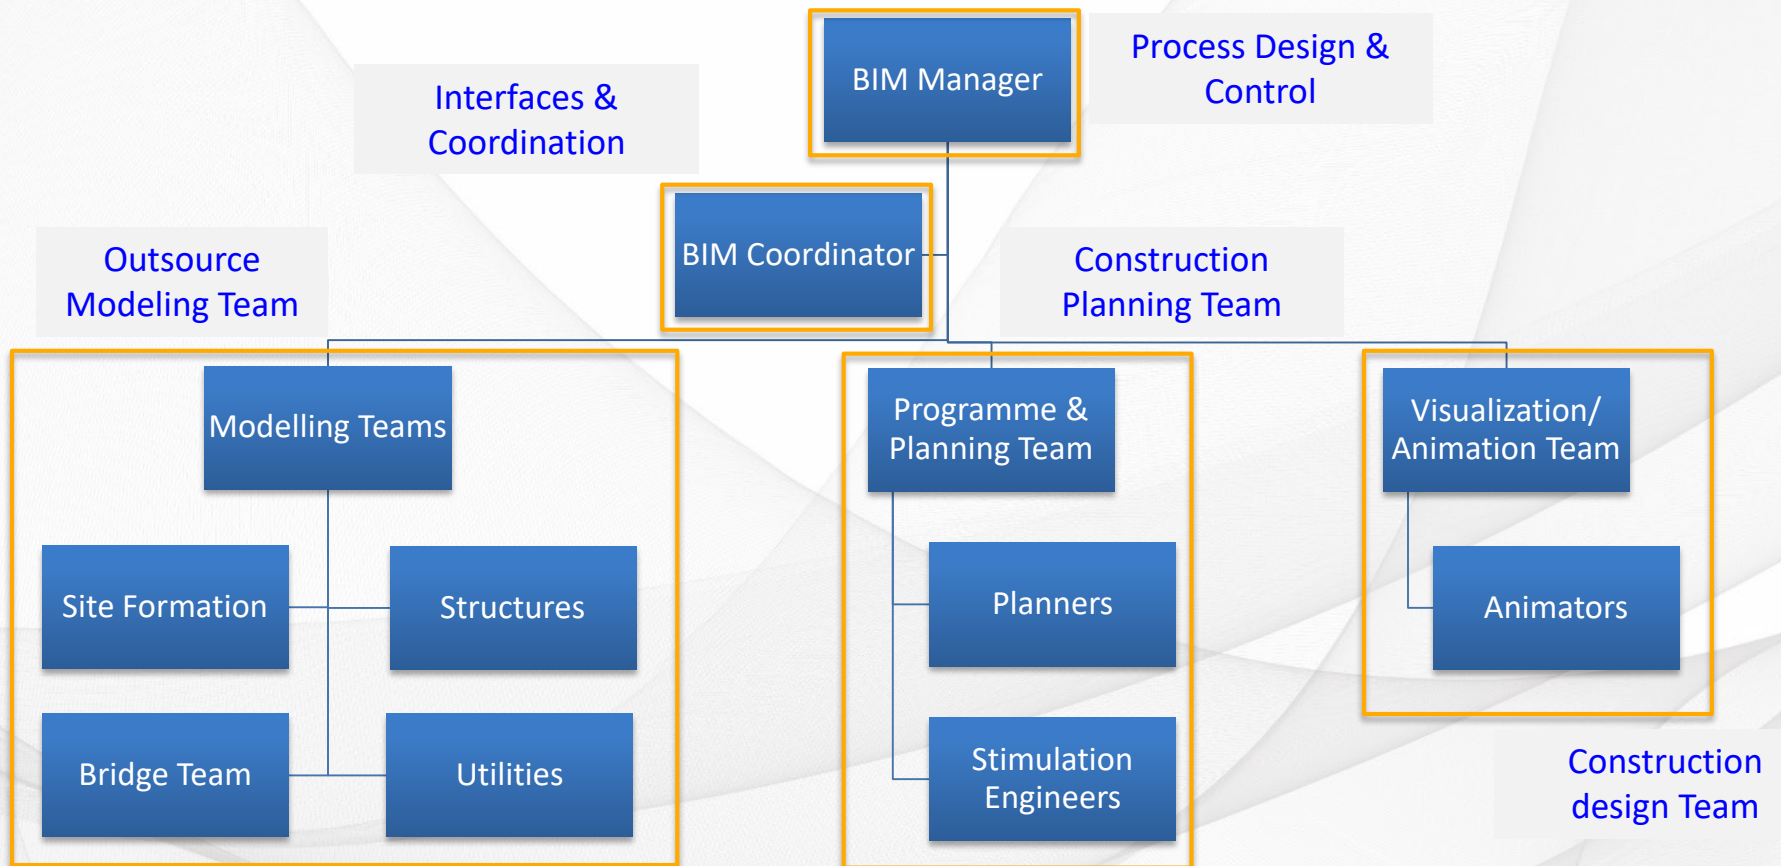 BIM Manager
Process Design &
Control
Interfaces &
Coordination
BIM Coordinator
Outsource
Modeling Team
Construction
Planning Team
Modelling Teams
Programme &
Planning Team
Visualization/
Animation Team
Site Formation
Structures
Planners
Animators
Bridge Team
Utilities
Stimulation
Engineers
Construction
design Team